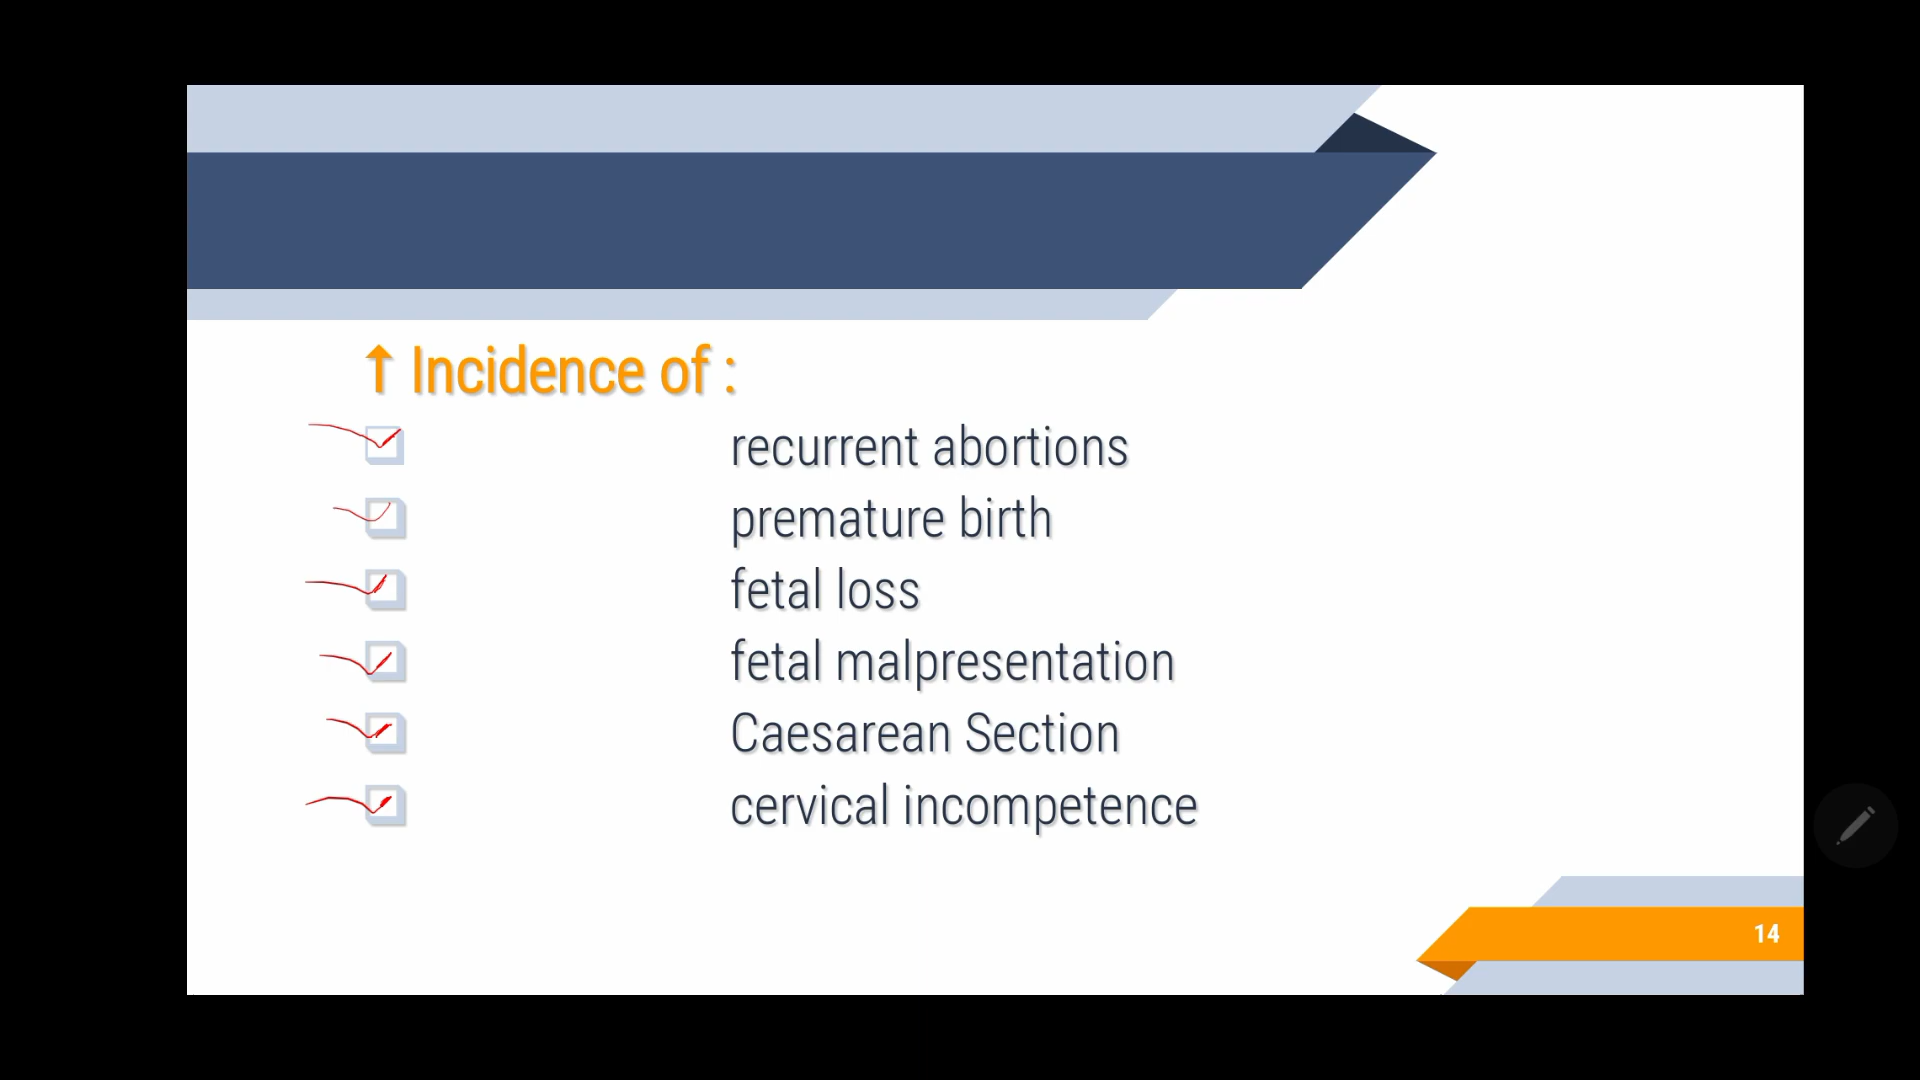 ↑ Incidence of :
recurrent abortions
premature birth
fetal loss
fetal malpresentation
Caesarean Section
cervical incompetence
14